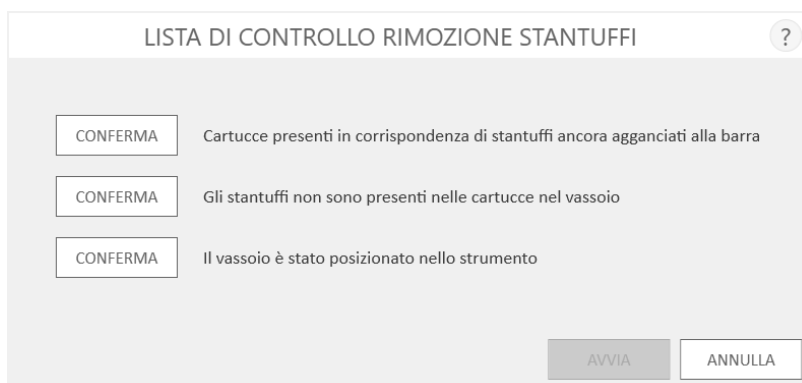 LISTA DI CONTROLLO RIMOZIONE STANTUFFI ?
CONFERMA Cartucce presenti in corrispondenza di stantuffi ancora agganciati alla barra
CONFERMA Gli stantuffi non sono presenti nelle cartucce nel vassoio
CONFERMA Il vassoio è stato posizionato nello strumento
AVVIA ANNULLA